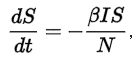 dS/dt = −βIS/N,